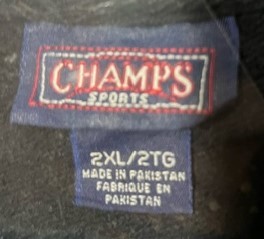 CHAMPS
SPORTS
2XL/2TG
MADE IN PAKISTAN
FABRIQUE EN
PAKISTAN